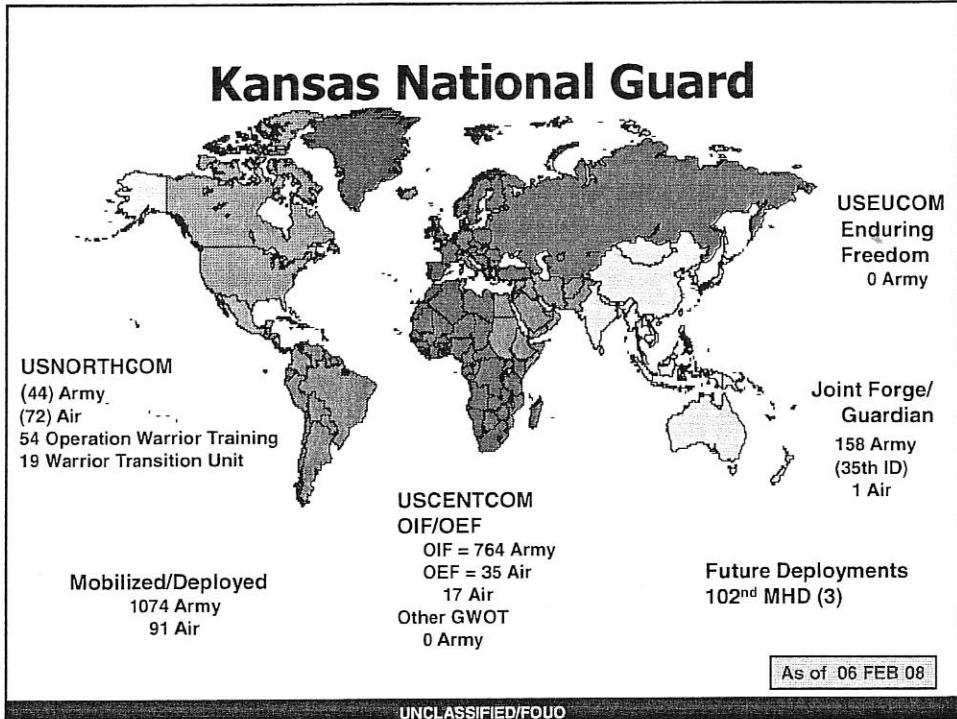 Kansas National Guard
USEUCOM
Enduring
Freedom
0 Army
USNORTHCOM
(44) Army
(72) Air
54 Operation Warrior Training
19 Warrior Transition Unit
Joint Forge/
Guardian
158 Army
(35th ID)
1 Air
USCENTCOM
OIF/OEF
OIF = 764 Army
OEF = 35 Air
17 Air
Other GWOT
0 Army
Mobilized/Deployed
1074 Army
91 Air
Future Deployments
102nd MHD (3)
As of 06 FEB 08
UNCLASSIFIED/FOUO